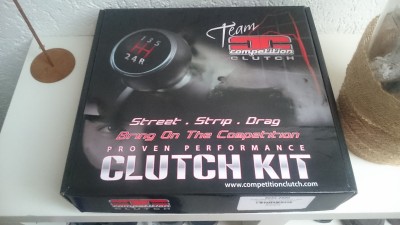 Team
competition
CLUTCH
1 3 5
2 4 R
Street . Strip . Drag
Bring On The Competition
PROVEN PERFORMANCE
CLUTCH KIT
www.competitionclutch.com